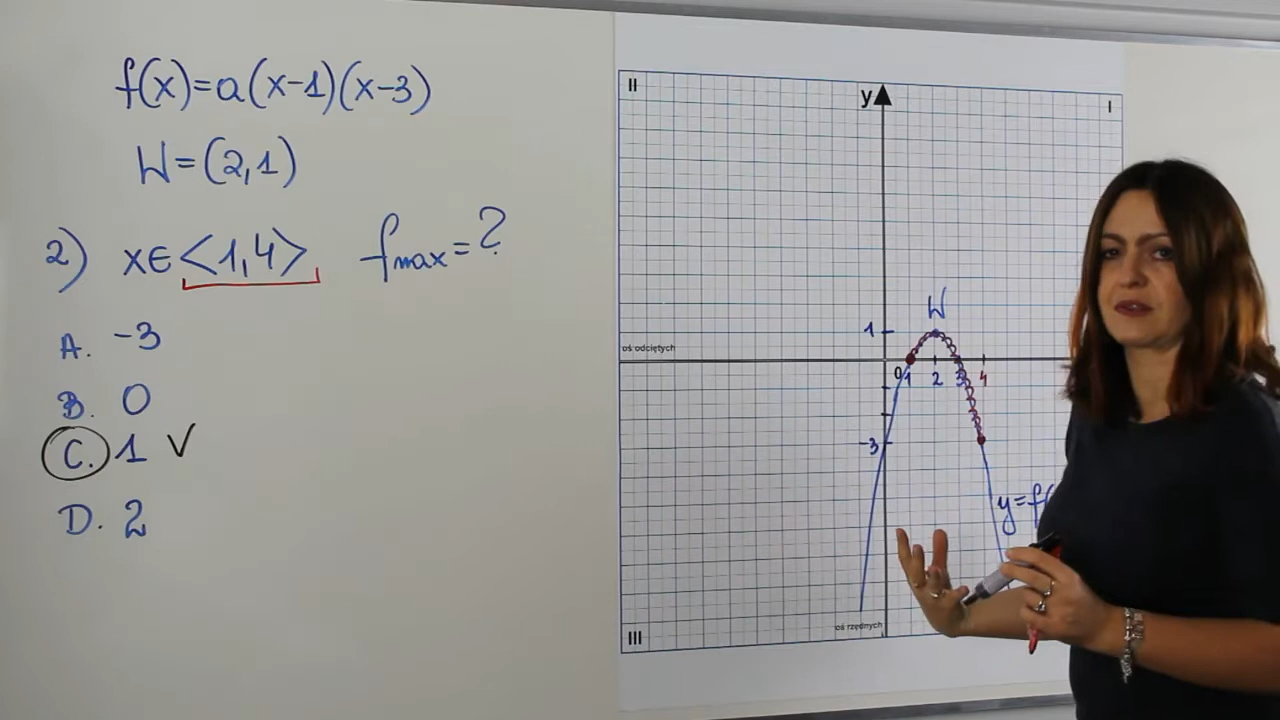 f(x)=a(x-1)(x-3)
W=(2,1)
2) x∈<1,4> fmax=?
A. -3
B. 0
C. 1 V
D. 2
II
y
I
W
1
oś odciętych
0 1 2 3 4
-3
y=f(
oś rzędnych
III